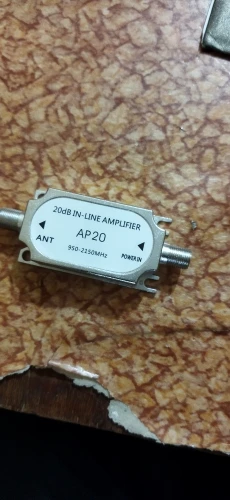 20dB IN-LINE AMPLIFIER
ANT
AP20
950-2150MHz
POWER IN